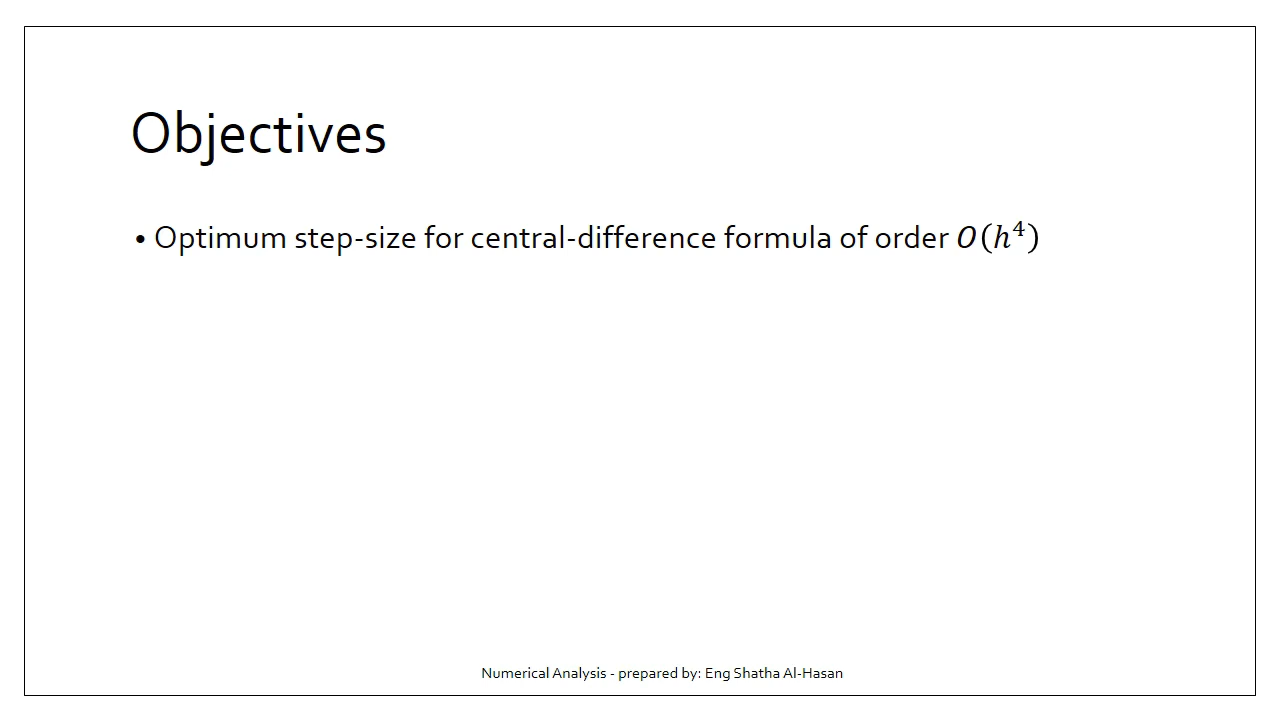 Objectives
• Optimum step-size for central-difference formula of order O(h⁴)
Numerical Analysis - prepared by: Eng Shatha Al-Hasan